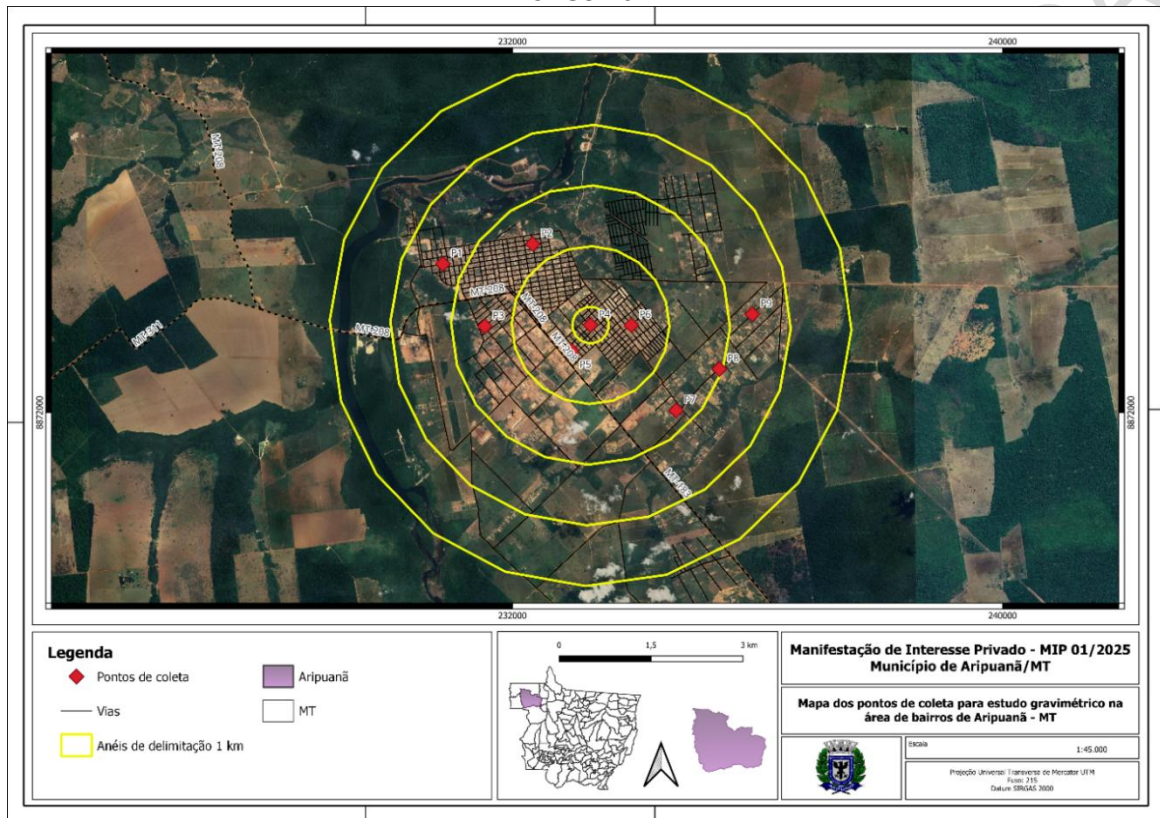 232000
240000
MT-208
P2
P1
MT-208
MT-208
P9
P3
P4
P6
MT-208
MT-208
P5
P8
P7
8872000
8872000
MT-183
232000
240000
Legenda
Pontos de coleta
Aripuanã
Vias
MT
Anéis de delimitação 1 km
0
1,5
3 km
Manifestação de Interesse Privado - MIP 01/2025
Município de Aripuanã/MT
Mapa dos pontos de coleta para estudo gravimétrico na
área de bairros de Aripuanã - MT
Escala
1:45.000
Projeção Universal Transverse de Mercator UTM
Fuso: 21S
Datum SIRGAS 2000